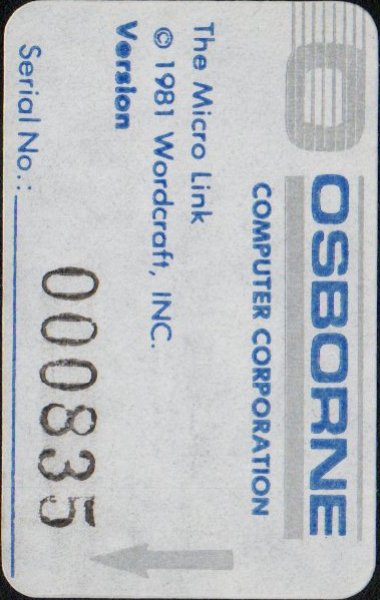 OSBORNE
COMPUTER CORPORATION
The Micro Link
© 1981 Wordcraft, INC.
Version
Serial No.: 000835